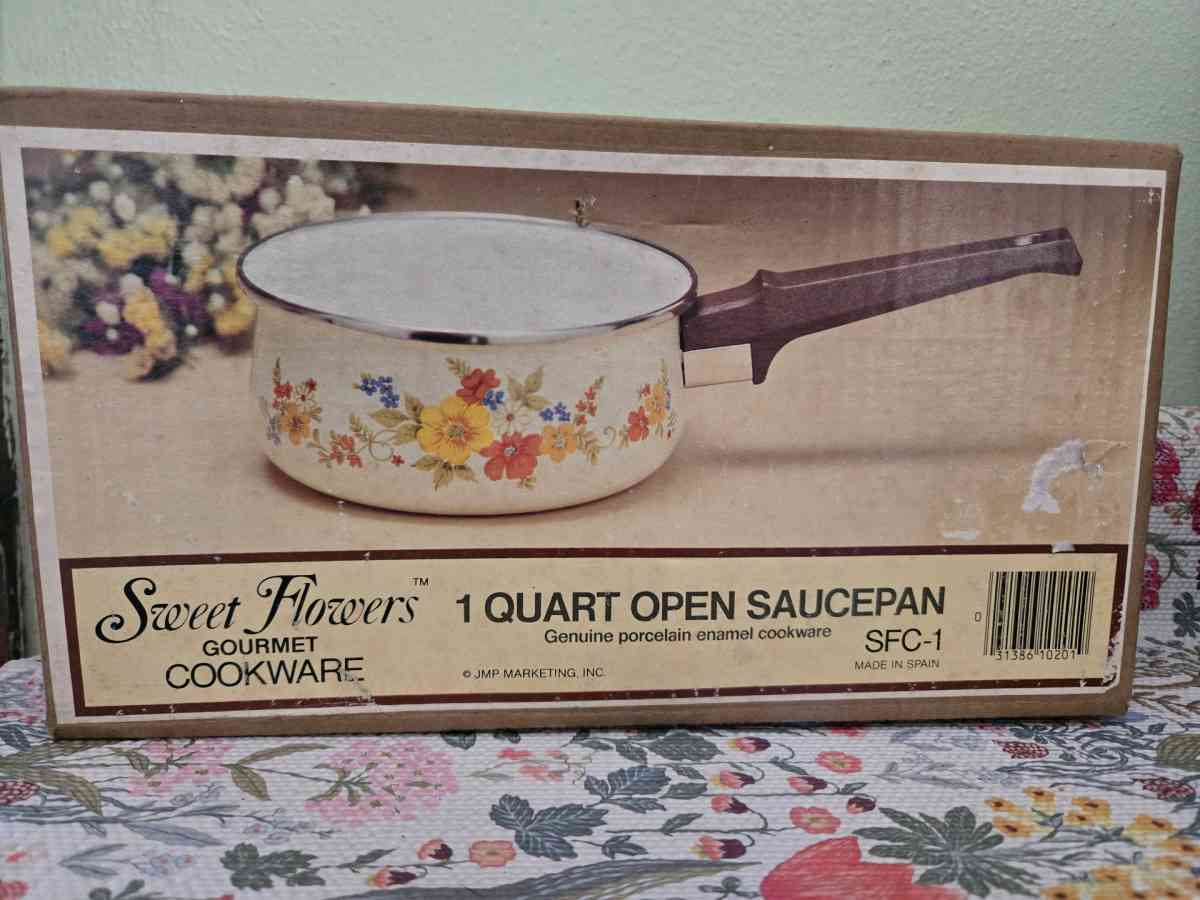 Sweet Flowers™
GOURMET
COOKWARE
1 QUART OPEN SAUCEPAN
Genuine porcelain enamel cookware
SFC-1
© JMP MARKETING, INC.
MADE IN SPAIN
0
31386 10201